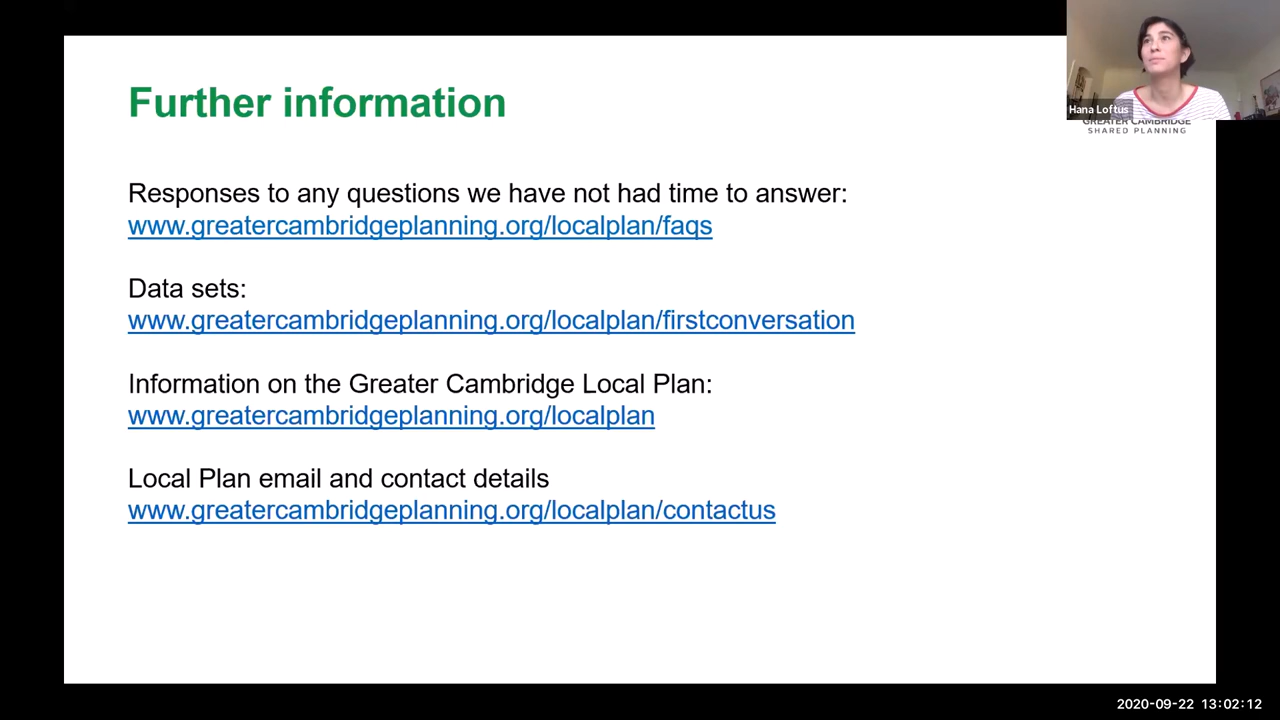 Further information
Hana Loftus
GREATER CAMBRIDGE
SHARED PLANNING
Responses to any questions we have not had time to answer:
www.greatercambridgeplanning.org/localplan/faqs
Data sets:
www.greatercambridgeplanning.org/localplan/firstconversation
Information on the Greater Cambridge Local Plan:
www.greatercambridgeplanning.org/localplan
Local Plan email and contact details
www.greatercambridgeplanning.org/localplan/contactus
2020-09-22 13:02:12